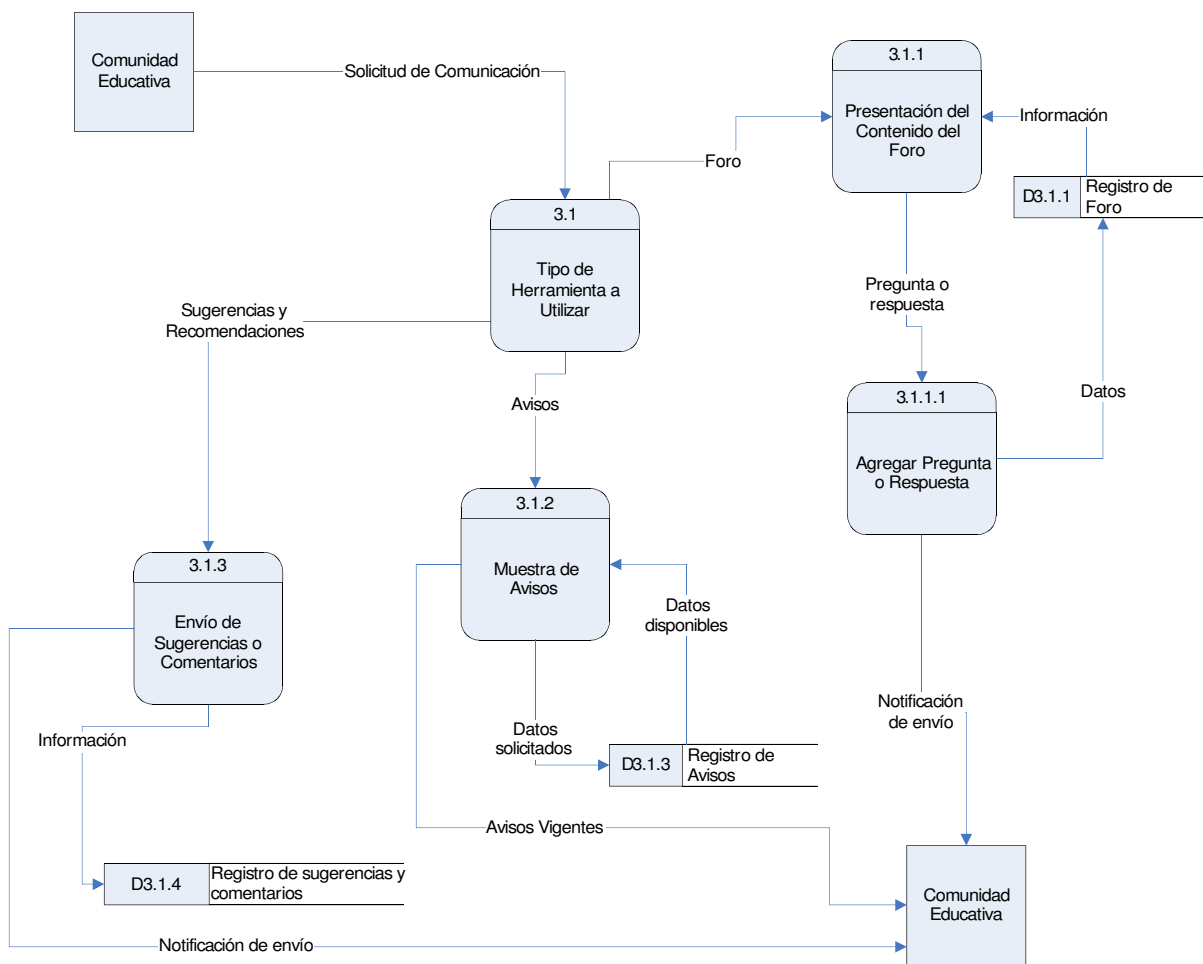 Comunidad
Educativa
Solicitud de Comunicación
3.1.1
Presentación del
Contenido del
Foro
Información
Foro
D3.1.1
Registro de
Foro
3.1
Tipo de
Herramienta a
Utilizar
Pregunta o
respuesta
Sugerencias y
Recomendaciones
Avisos
3.1.1.1
Agregar Pregunta
o Respuesta
Datos
3.1.2
Muestra de
Avisos
3.1.3
Envío de
Sugerencias o
Comentarios
Datos
disponibles
Notificación
de envío
Información
Datos
solicitados
D3.1.3
Registro de
Avisos
Avisos Vigentes
D3.1.4
Registro de sugerencias y
comentarios
Comunidad
Educativa
Notificación de envío